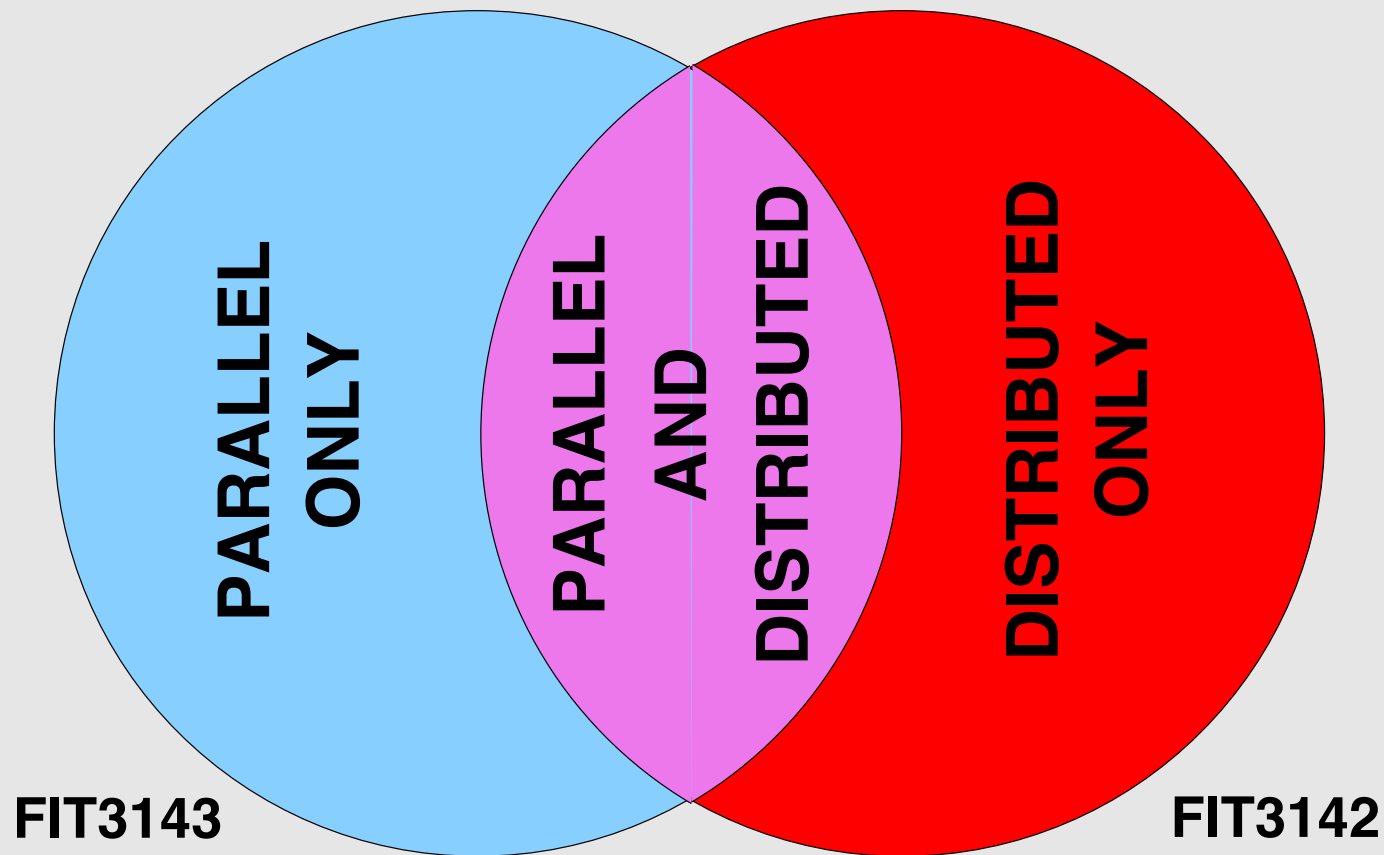 PARALLEL
ONLY
PARALLEL
AND
DISTRIBUTED
DISTRIBUTED
ONLY
FIT3143
FIT3142